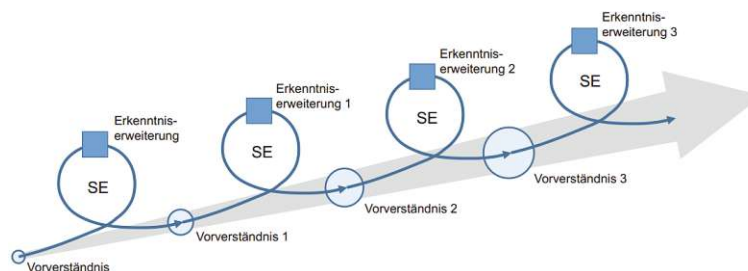 Erkenntnis-
erweiterung
SE
Vorverständnis
Erkenntnis-
erweiterung 1
SE
Vorverständnis 1
Erkenntnis-
erweiterung 2
SE
Vorverständnis 2
Erkenntnis-
erweiterung 3
SE
Vorverständnis 3